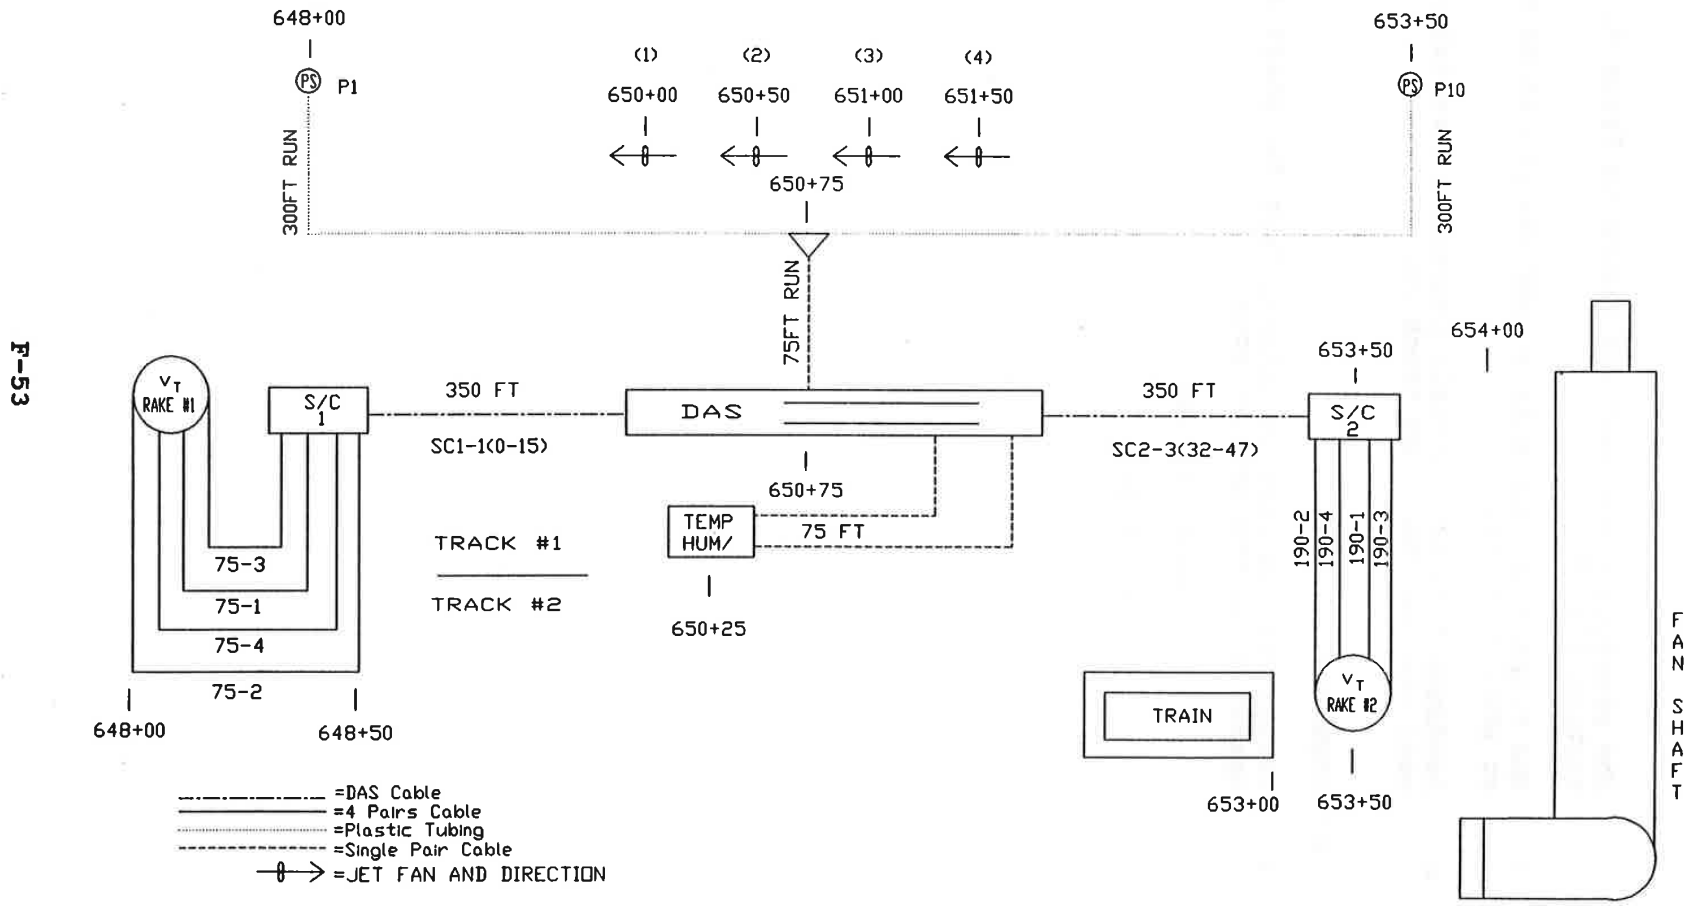 648+00
653+50
(1)
(2)
(3)
(4)
PS P1
650+00
650+50
651+00
651+50
PS P10
300FT RUN
300FT RUN
650+75
75FT RUN
654+00
653+50
VT
RAKE #1
S/C
1
350 FT
DAS
350 FT
S/C
2
SC1-1(0-15)
SC2-3(32-47)
650+75
TEMP
HUM/
75 FT
190-2
190-4
190-1
190-3
TRACK #1
TRACK #2
75-3
75-1
75-4
75-2
650+25
648+00
648+50
TRAIN
VT
RAKE #2
653+00
653+50
FAN SHAFT
=DAS Cable
=4 Pairs Cable
=Plastic Tubing
=Single Pair Cable
=JET FAN AND DIRECTION
F-53